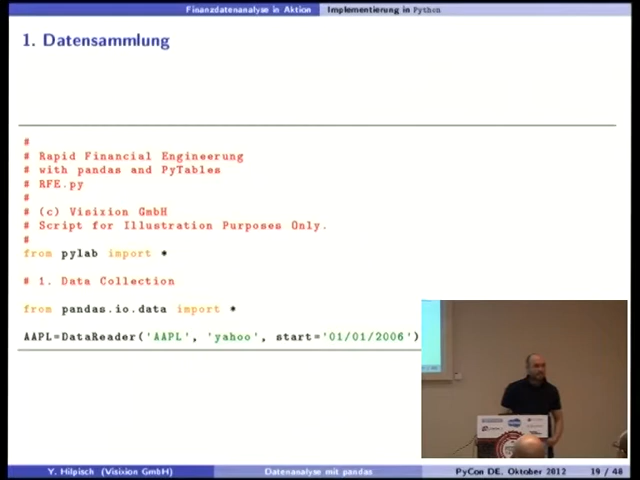 Finanzdatenanalyse in Aktion Implementierung in Python
1. Datensammlung
#
# Rapid Financial Engineerung
# with pandas and PyTables
# RFE.py
#
# (c) Visixion GmbH
# Script for Illustration Purposes Only.
#
from pylab import *
# 1. Data Collection
from pandas.io.data import *
AAPL=DataReader('AAPL', 'yahoo', start='01/01/2006')
Y. Hilpisch (Visixion GmbH) Datenanalyse mit pandas PyCon DE, Oktober 2012 19 / 48